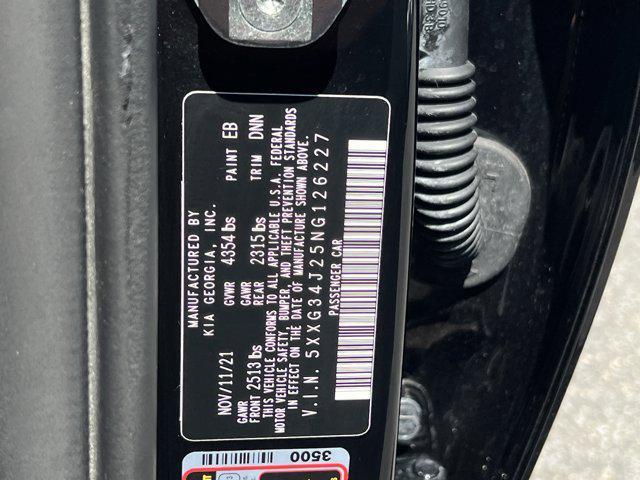 MANUFACTURED BY
KIA GEORGIA, INC.
NOV/11/21 GVWR 4354 lbs PAINT EB
GAWR FRONT 2513 lbs GAWR REAR 2315 lbs TRIM DNN
THIS VEHICLE CONFORMS TO ALL APPLICABLE U.S.A. FEDERAL
MOTOR VEHICLE SAFETY, BUMPER, AND THEFT PREVENTION STANDARDS
IN EFFECT ON THE DATE OF MANUFACTURE SHOWN ABOVE.
V.I.N. 5XXG34J25NG126227
PASSENGER CAR
3500